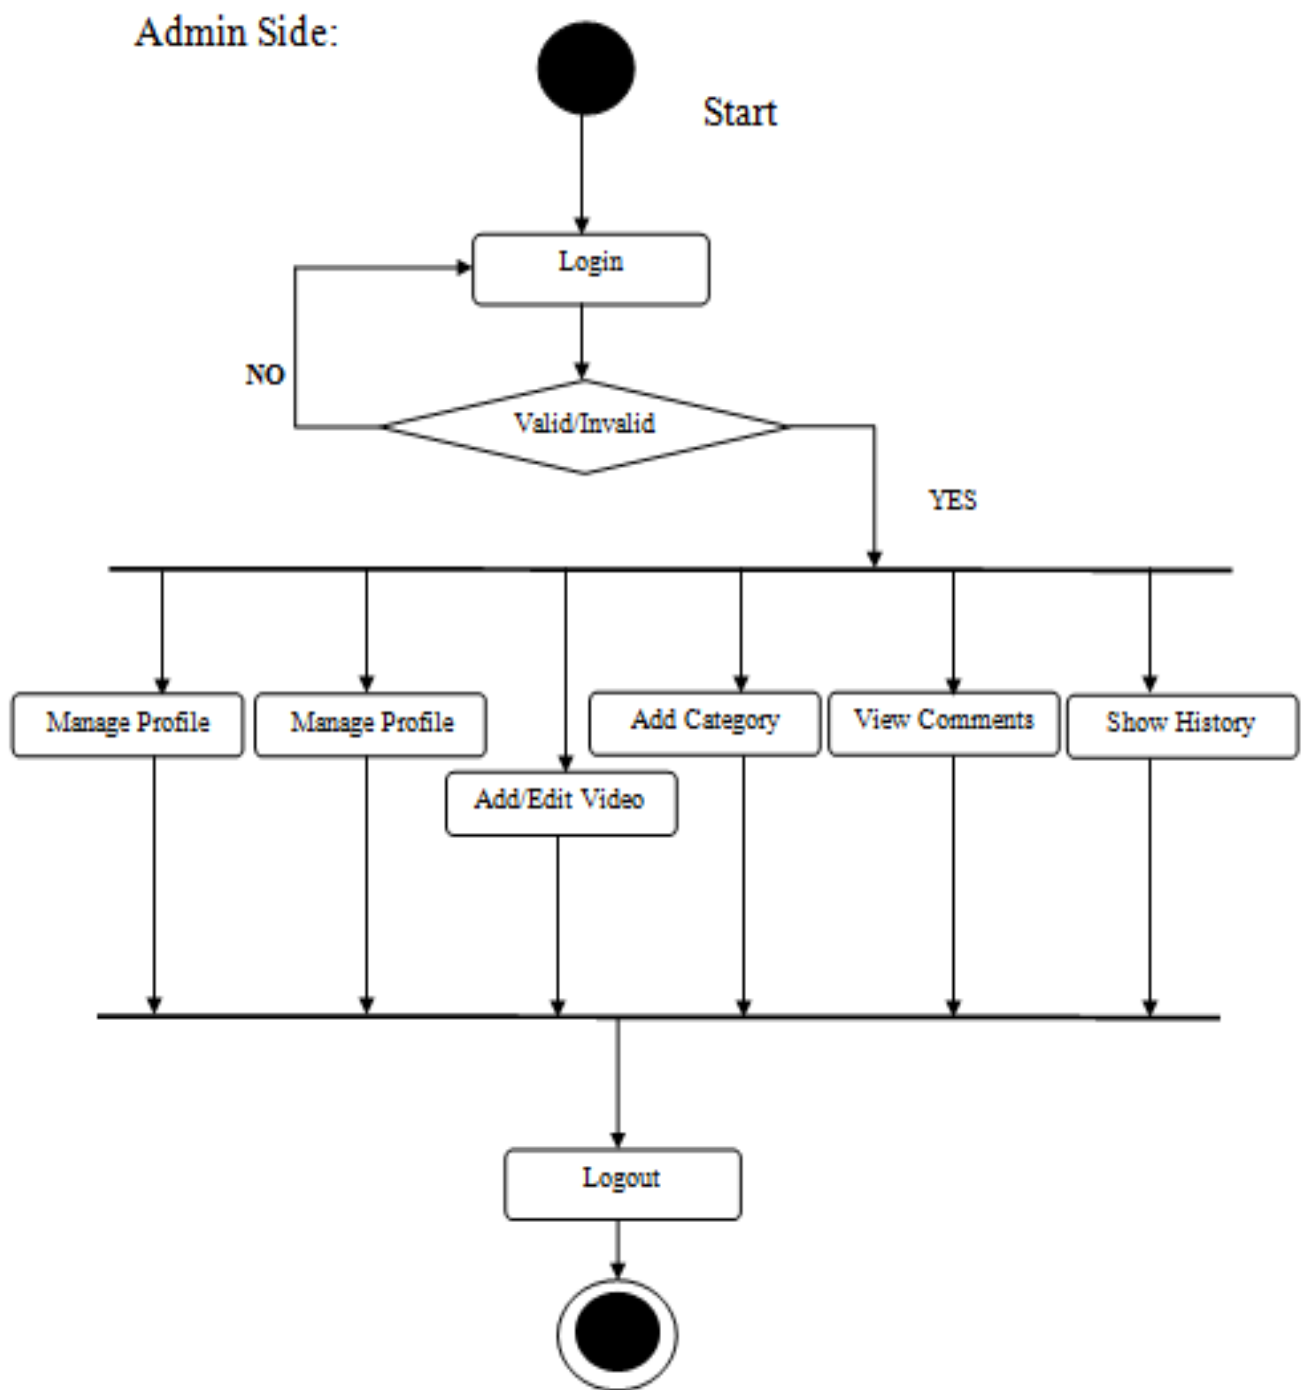 Admin Side:
Start
Login
NO
Valid/Invalid
YES
Manage Profile
Manage Profile
Add/Edit Video
Add Category
View Comments
Show History
Logout